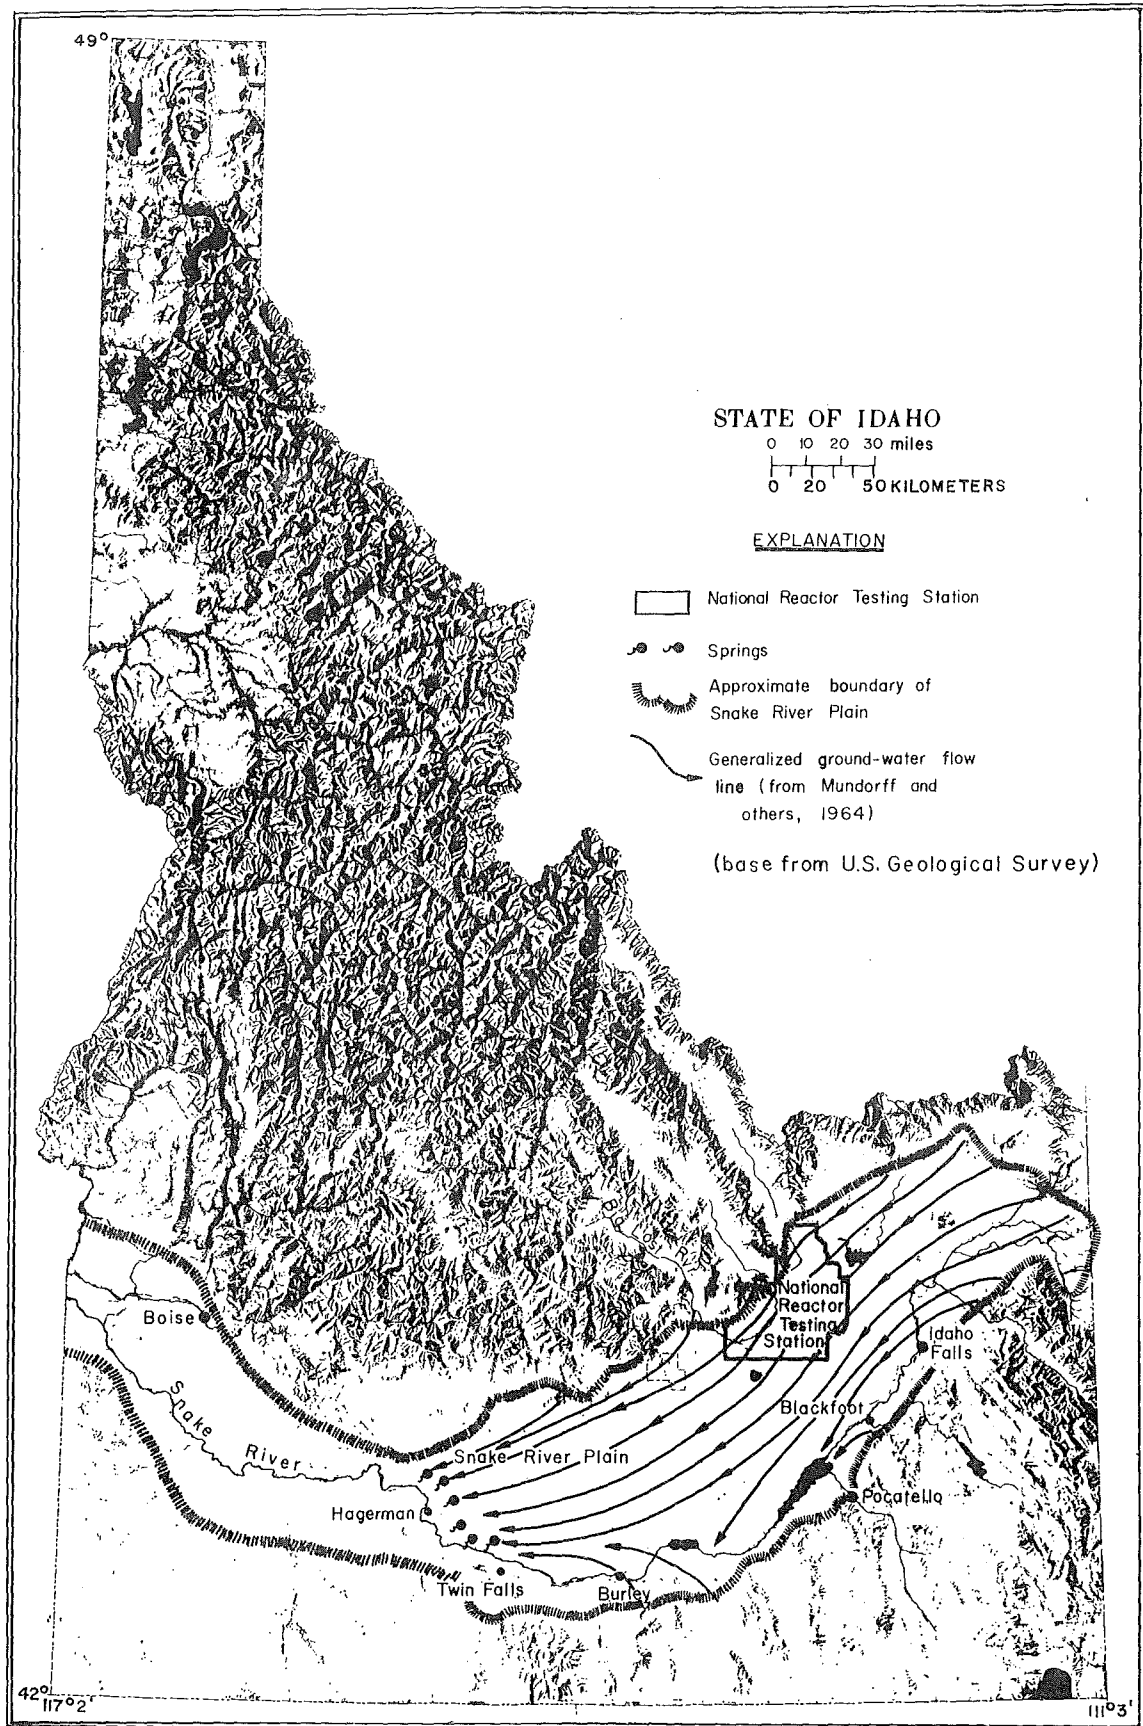 49°
STATE OF IDAHO
0 10 20 30 miles
0 20 50 KILOMETERS
EXPLANATION
National Reactor Testing Station
Springs
Approximate boundary of
Snake River Plain
Generalized ground-water flow
line (from Mundorff and
others, 1964)
(base from U.S. Geological Survey)
Big Lost R.
National
Reactor
Testing
Station
Boise
Idaho
Falls
Snake River
Blackfoot
Snake River Plain
Pocatello
Hagerman
Twin Falls
Burley
42°
117°2'
111°3'